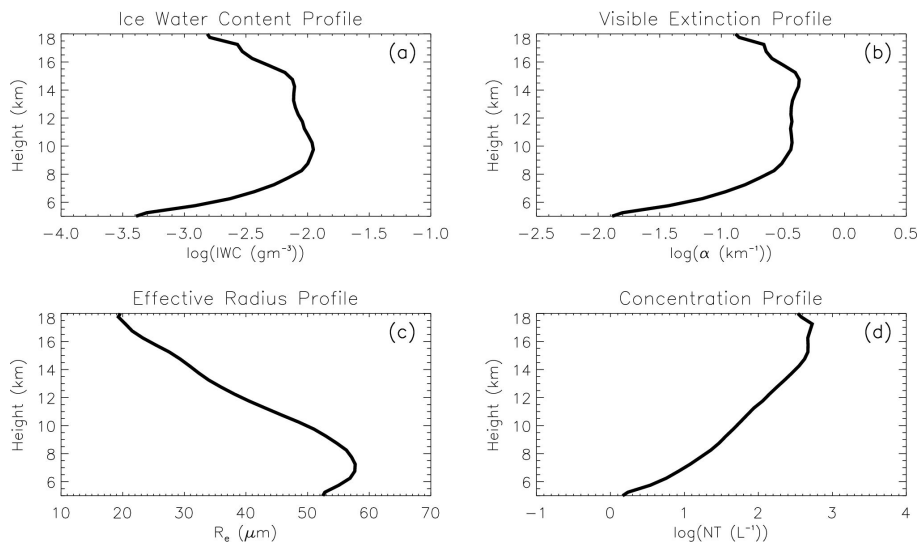 Ice Water Content Profile
Visible Extinction Profile
18
16
14
12
10
8
6
Height (km)
(a)
−4.0 −3.5 −3.0 −2.5 −2.0 −1.5 −1.0
log(IWC (gm⁻³))
18
16
14
12
10
8
6
Height (km)
(b)
−2.5 −2.0 −1.5 −1.0 −0.5 0.0 0.5
log(α (km⁻¹))
Effective Radius Profile
Concentration Profile
18
16
14
12
10
8
6
Height (km)
(c)
10 20 30 40 50 60 70
Rₑ (μm)
18
16
14
12
10
8
6
Height (km)
(d)
−1 0 1 2 3 4
log(NT (L⁻¹))